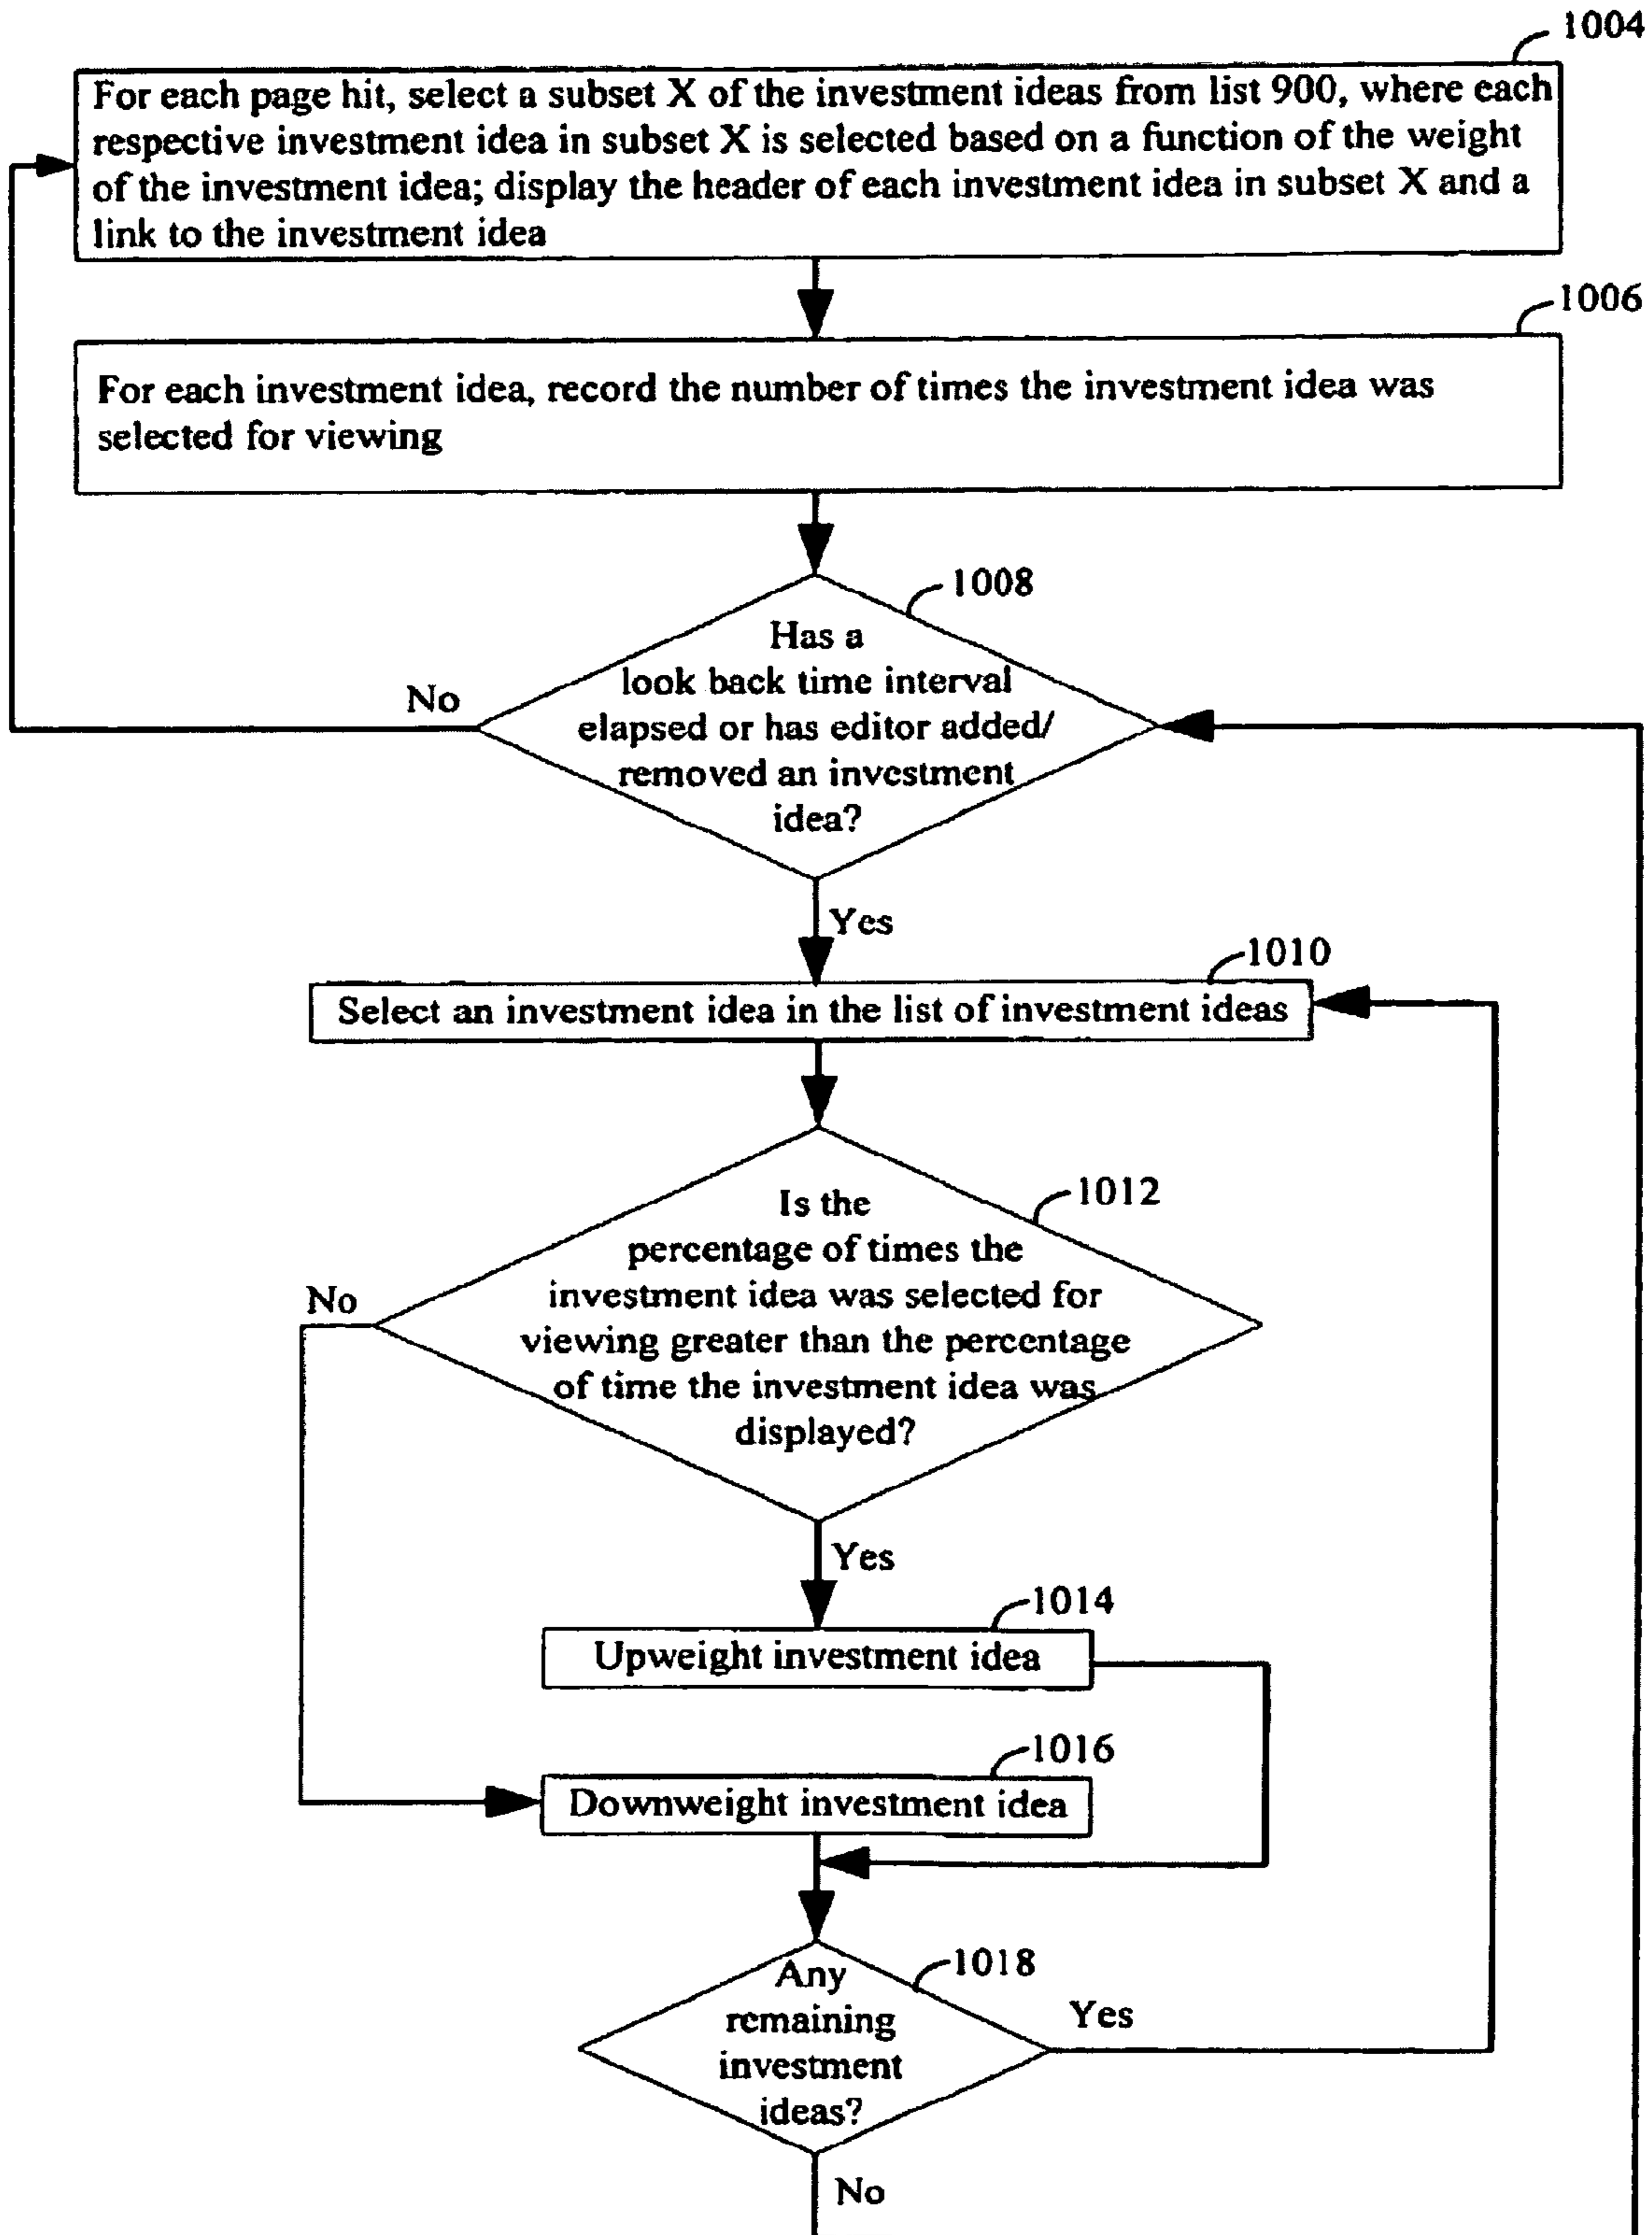 1004
For each page hit, select a subset X of the investment ideas from list 900, where each
respective investment idea in subset X is selected based on a function of the weight
of the investment idea; display the header of each investment idea in subset X and a
link to the investment idea
1006
For each investment idea, record the number of times the investment idea was
selected for viewing
1008
Has a
look back time interval
elapsed or has editor added/
removed an investment
idea?
No
Yes
1010
Select an investment idea in the list of investment ideas
1012
Is the
percentage of times the
investment idea was selected for
viewing greater than the percentage
of time the investment idea was
displayed?
No
Yes
1014
Upweight investment idea
1016
Downweight investment idea
1018
Any
remaining
investment
ideas?
Yes
No